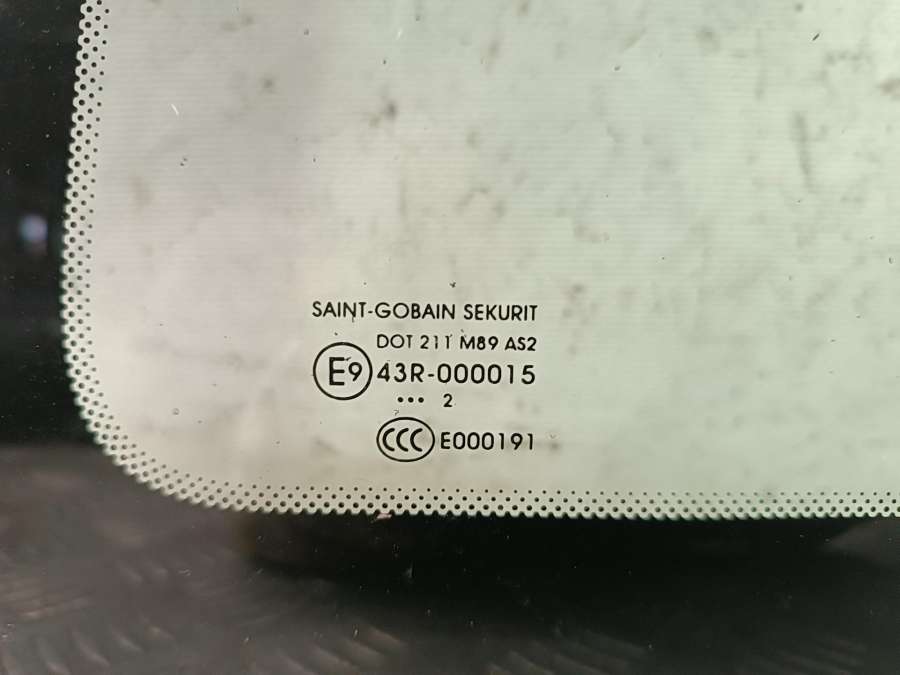 SAINT-GOBAIN SEKURIT
DOT 211 M89 AS2
E9 43R-000015
... 2
CCC E000191